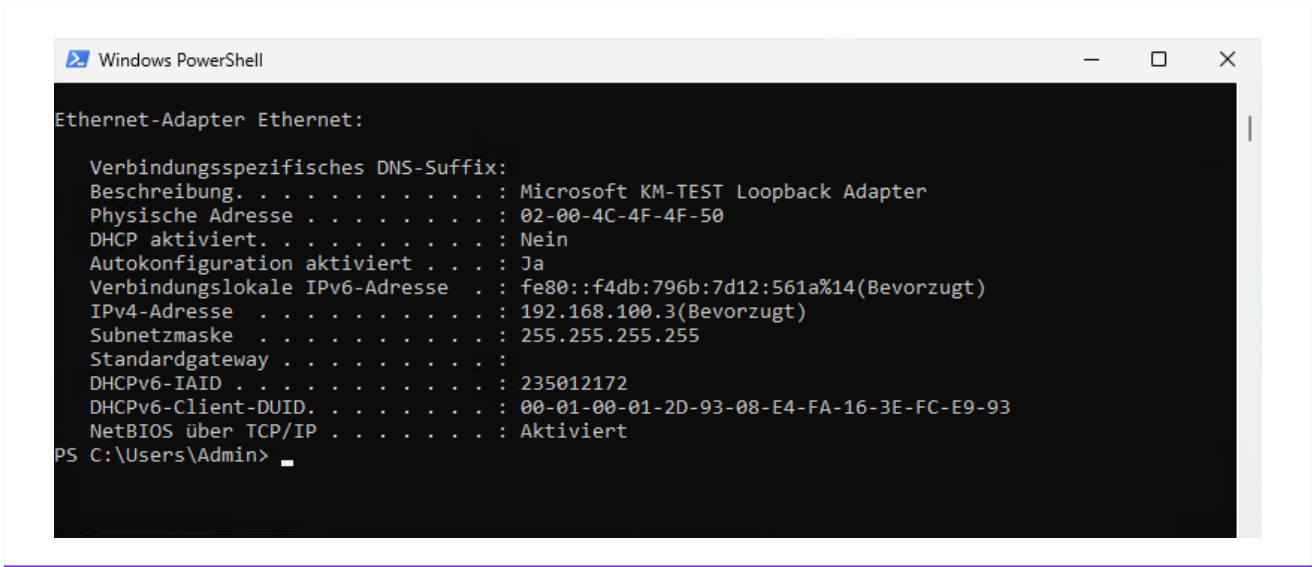 Windows PowerShell
Ethernet-Adapter Ethernet:
Verbindungsspezifisches DNS-Suffix:
Beschreibung. . . . . . . . . . . : Microsoft KM-TEST Loopback Adapter
Physische Adresse . . . . . . . . : 02-00-4C-4F-4F-50
DHCP aktiviert. . . . . . . . . . : Nein
Autokonfiguration aktiviert . . . : Ja
Verbindungslokale IPv6-Adresse  . : fe80::f4db:796b:7d12:561a%14(Bevorzugt)
IPv4-Adresse  . . . . . . . . . . : 192.168.100.3(Bevorzugt)
Subnetzmaske  . . . . . . . . . . : 255.255.255.255
Standardgateway . . . . . . . . . :
DHCPv6-IAID . . . . . . . . . . . : 235012172
DHCPv6-Client-DUID. . . . . . . . : 00-01-00-01-2D-93-08-E4-FA-16-3E-FC-E9-93
NetBIOS über TCP/IP . . . . . . . : Aktiviert
PS C:\Users\Admin> _